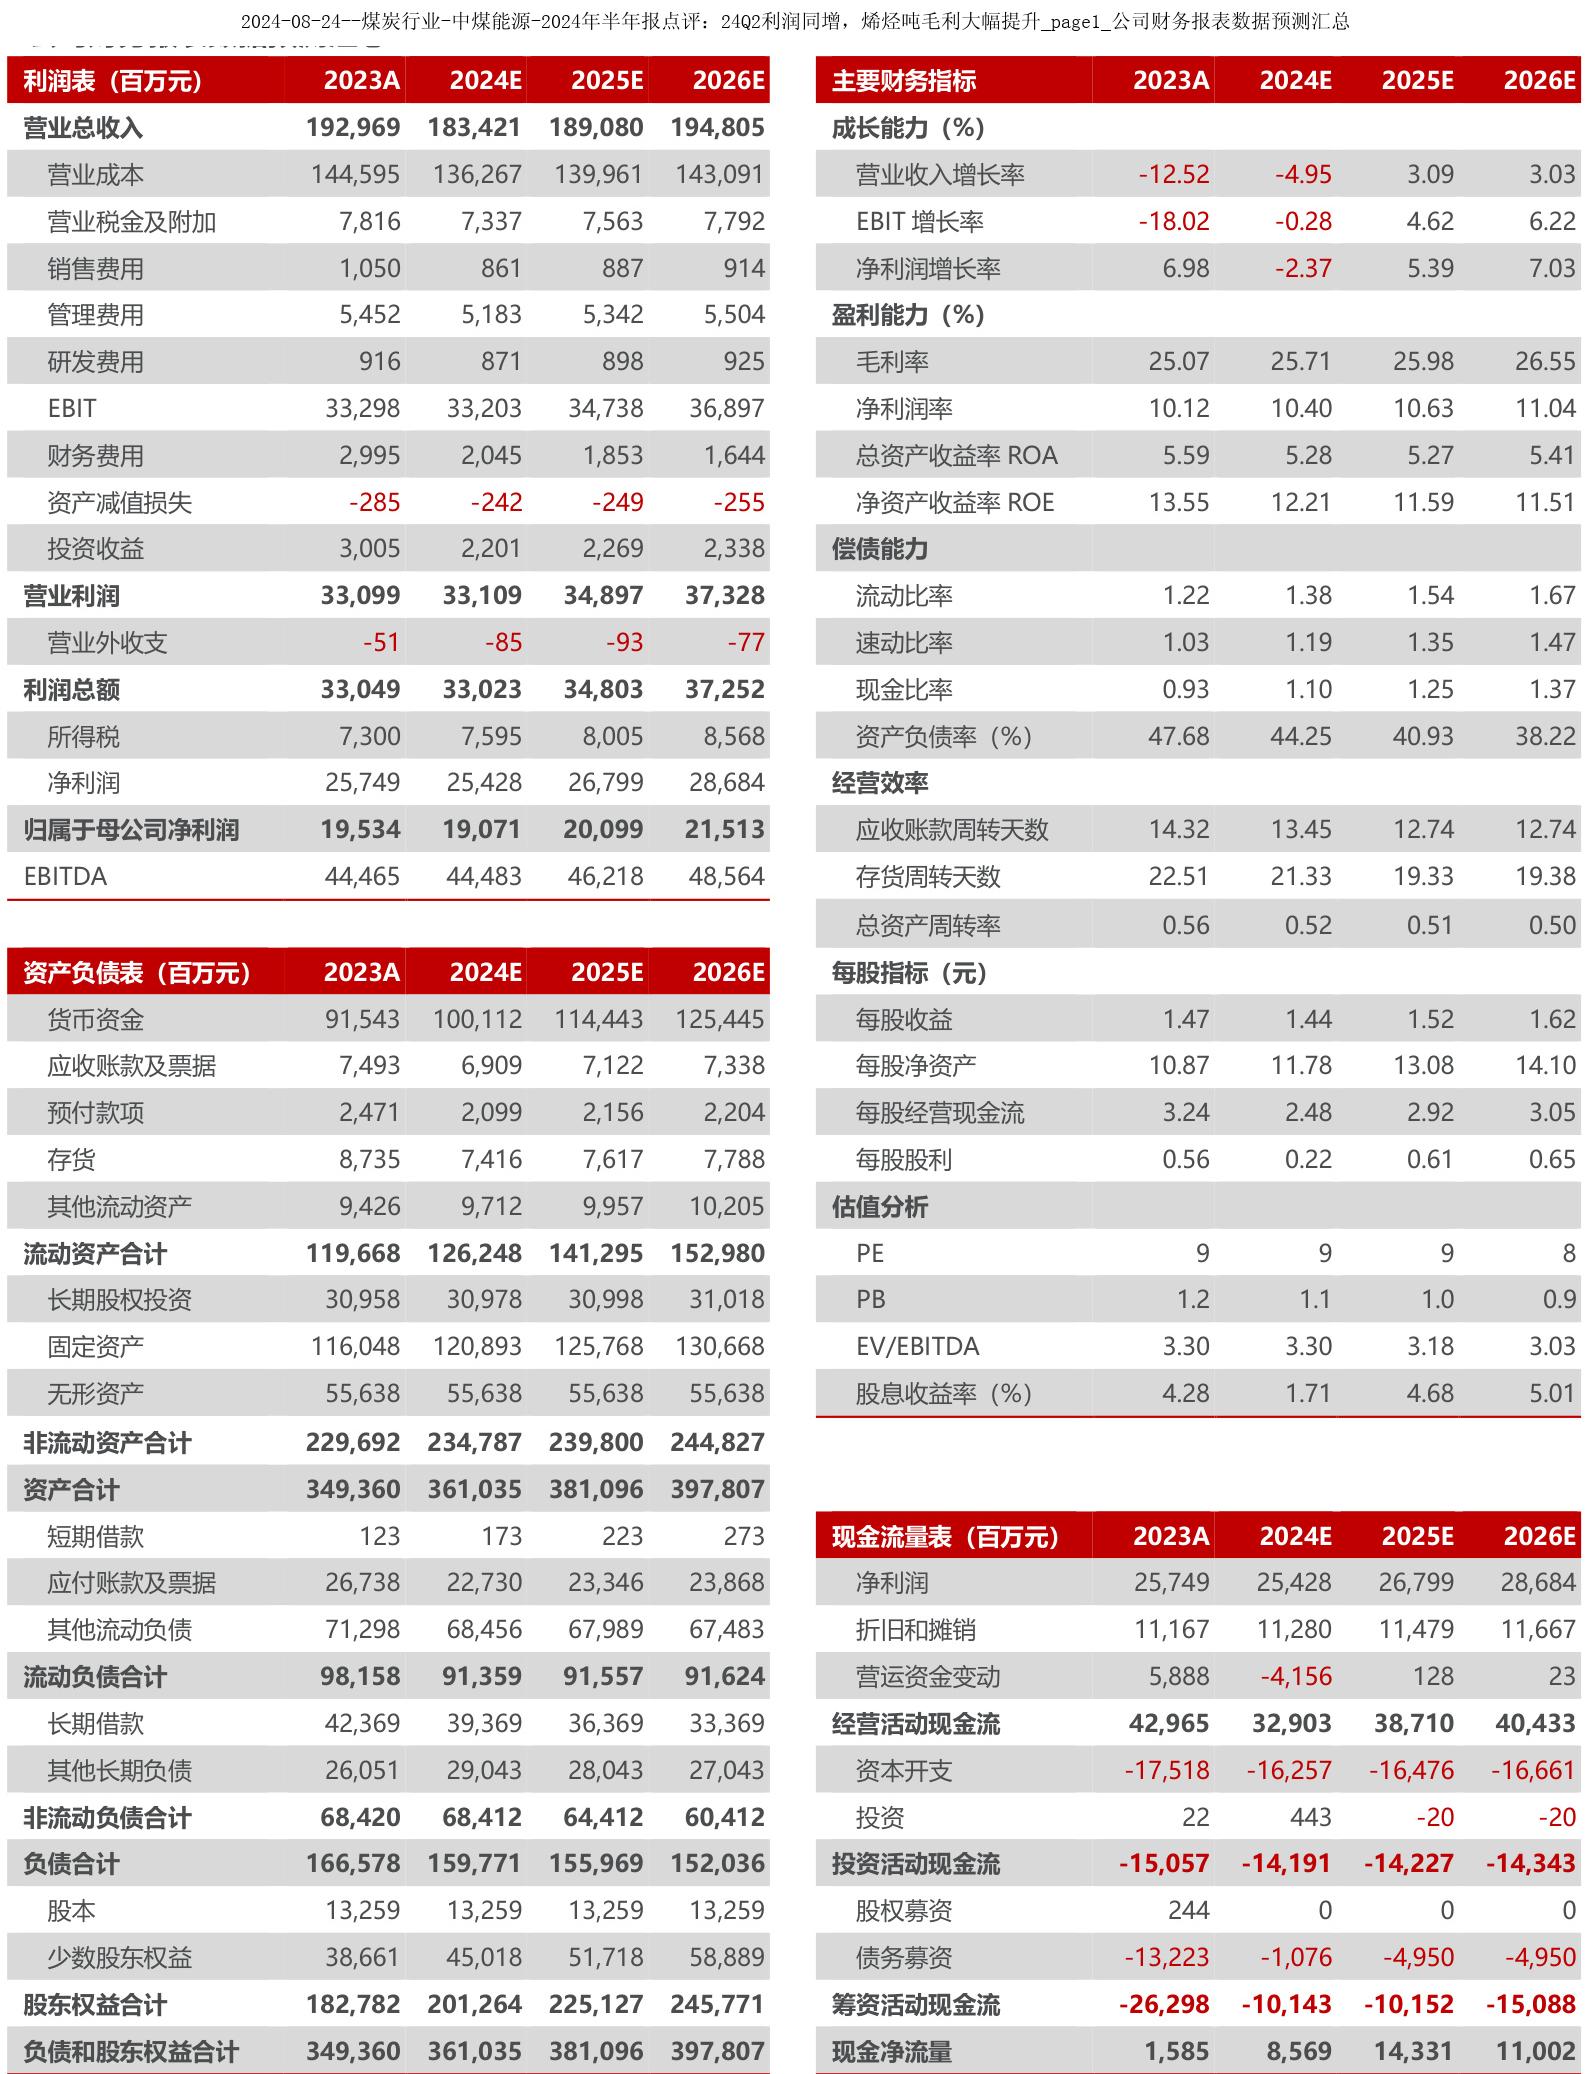 2024-08-24--煤炭行业-中煤能源-2024年半年报点评：24Q2利润同增，烯烃吨毛利大幅提升_page1_公司财务报表数据预测汇总
利润表（百万元） 2023A 2024E 2025E 2026E
营业总收入 192,969 183,421 189,080 194,805
营业成本 144,595 136,267 139,961 143,091
营业税金及附加 7,816 7,337 7,563 7,792
销售费用 1,050 861 887 914
管理费用 5,452 5,183 5,342 5,504
研发费用 916 871 898 925
EBIT 33,298 33,203 34,738 36,897
财务费用 2,995 2,045 1,853 1,644
资产减值损失 -285 -242 -249 -255
投资收益 3,005 2,201 2,269 2,338
营业利润 33,099 33,109 34,897 37,328
营业外收支 -51 -85 -93 -77
利润总额 33,049 33,023 34,803 37,252
所得税 7,300 7,595 8,005 8,568
净利润 25,749 25,428 26,799 28,684
归属于母公司净利润 19,534 19,071 20,099 21,513
EBITDA 44,465 44,483 46,218 48,564
资产负债表（百万元） 2023A 2024E 2025E 2026E
货币资金 91,543 100,112 114,443 125,445
应收账款及票据 7,493 6,909 7,122 7,338
预付款项 2,471 2,099 2,156 2,204
存货 8,735 7,416 7,617 7,788
其他流动资产 9,426 9,712 9,957 10,205
流动资产合计 119,668 126,248 141,295 152,980
长期股权投资 30,958 30,978 30,998 31,018
固定资产 116,048 120,893 125,768 130,668
无形资产 55,638 55,638 55,638 55,638
非流动资产合计 229,692 234,787 239,800 244,827
资产合计 349,360 361,035 381,096 397,807
短期借款 123 173 223 273
应付账款及票据 26,738 22,730 23,346 23,868
其他流动负债 71,298 68,456 67,989 67,483
流动负债合计 98,158 91,359 91,557 91,624
长期借款 42,369 39,369 36,369 33,369
其他长期负债 26,051 29,043 28,043 27,043
非流动负债合计 68,420 68,412 64,412 60,412
负债合计 166,578 159,771 155,969 152,036
股本 13,259 13,259 13,259 13,259
少数股东权益 38,661 45,018 51,718 58,889
股东权益合计 182,782 201,264 225,127 245,771
负债和股东权益合计 349,360 361,035 381,096 397,807
主要财务指标 2023A 2024E 2025E 2026E
成长能力（%）
营业收入增长率 -12.52 -4.95 3.09 3.03
EBIT 增长率 -18.02 -0.28 4.62 6.22
净利润增长率 6.98 -2.37 5.39 7.03
盈利能力（%）
毛利率 25.07 25.71 25.98 26.55
净利润率 10.12 10.40 10.63 11.04
总资产收益率 ROA 5.59 5.28 5.27 5.41
净资产收益率 ROE 13.55 12.21 11.59 11.51
偿债能力
流动比率 1.22 1.38 1.54 1.67
速动比率 1.03 1.19 1.35 1.47
现金比率 0.93 1.10 1.25 1.37
资产负债率（%） 47.68 44.25 40.93 38.22
经营效率
应收账款周转天数 14.32 13.45 12.74 12.74
存货周转天数 22.51 21.33 19.33 19.38
总资产周转率 0.56 0.52 0.51 0.50
每股指标（元）
每股收益 1.47 1.44 1.52 1.62
每股净资产 10.87 11.78 13.08 14.10
每股经营现金流 3.24 2.48 2.92 3.05
每股股利 0.56 0.22 0.61 0.65
估值分析
PE 9 9 9 8
PB 1.2 1.1 1.0 0.9
EV/EBITDA 3.30 3.30 3.18 3.03
股息收益率（%） 4.28 1.71 4.68 5.01
现金流量表（百万元） 2023A 2024E 2025E 2026E
净利润 25,749 25,428 26,799 28,684
折旧和摊销 11,167 11,280 11,479 11,667
营运资金变动 5,888 -4,156 128 23
经营活动现金流 42,965 32,903 38,710 40,433
资本开支 -17,518 -16,257 -16,476 -16,661
投资 22 443 -20 -20
投资活动现金流 -15,057 -14,191 -14,227 -14,343
股权募资 244 0 0 0
债务募资 -13,223 -1,076 -4,950 -4,950
筹资活动现金流 -26,298 -10,143 -10,152 -15,088
现金净流量 1,585 8,569 14,331 11,002